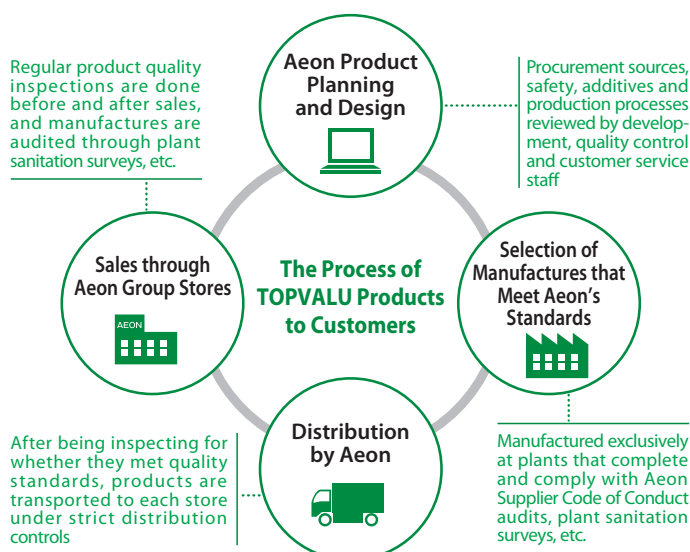 Regular product quality
inspections are done
before and after sales,
and manufactures are
audited through plant
sanitation surveys, etc.
Aeon Product
Planning
and Design
Procurement sources,
safety, additives and
production processes
reviewed by develop-
ment, quality control
and customer service
staff
Sales through
Aeon Group Stores
AEON
The Process of
TOPVALU Products
to Customers
Selection of
Manufactures that
Meet Aeon's
Standards
Distribution
by Aeon
After being inspecting for
whether they met quality
standards, products are
transported to each store
under strict distribution
controls
Manufactured exclusively
at plants that complete
and comply with Aeon
Supplier Code of Conduct
audits, plant sanitation
surveys, etc.